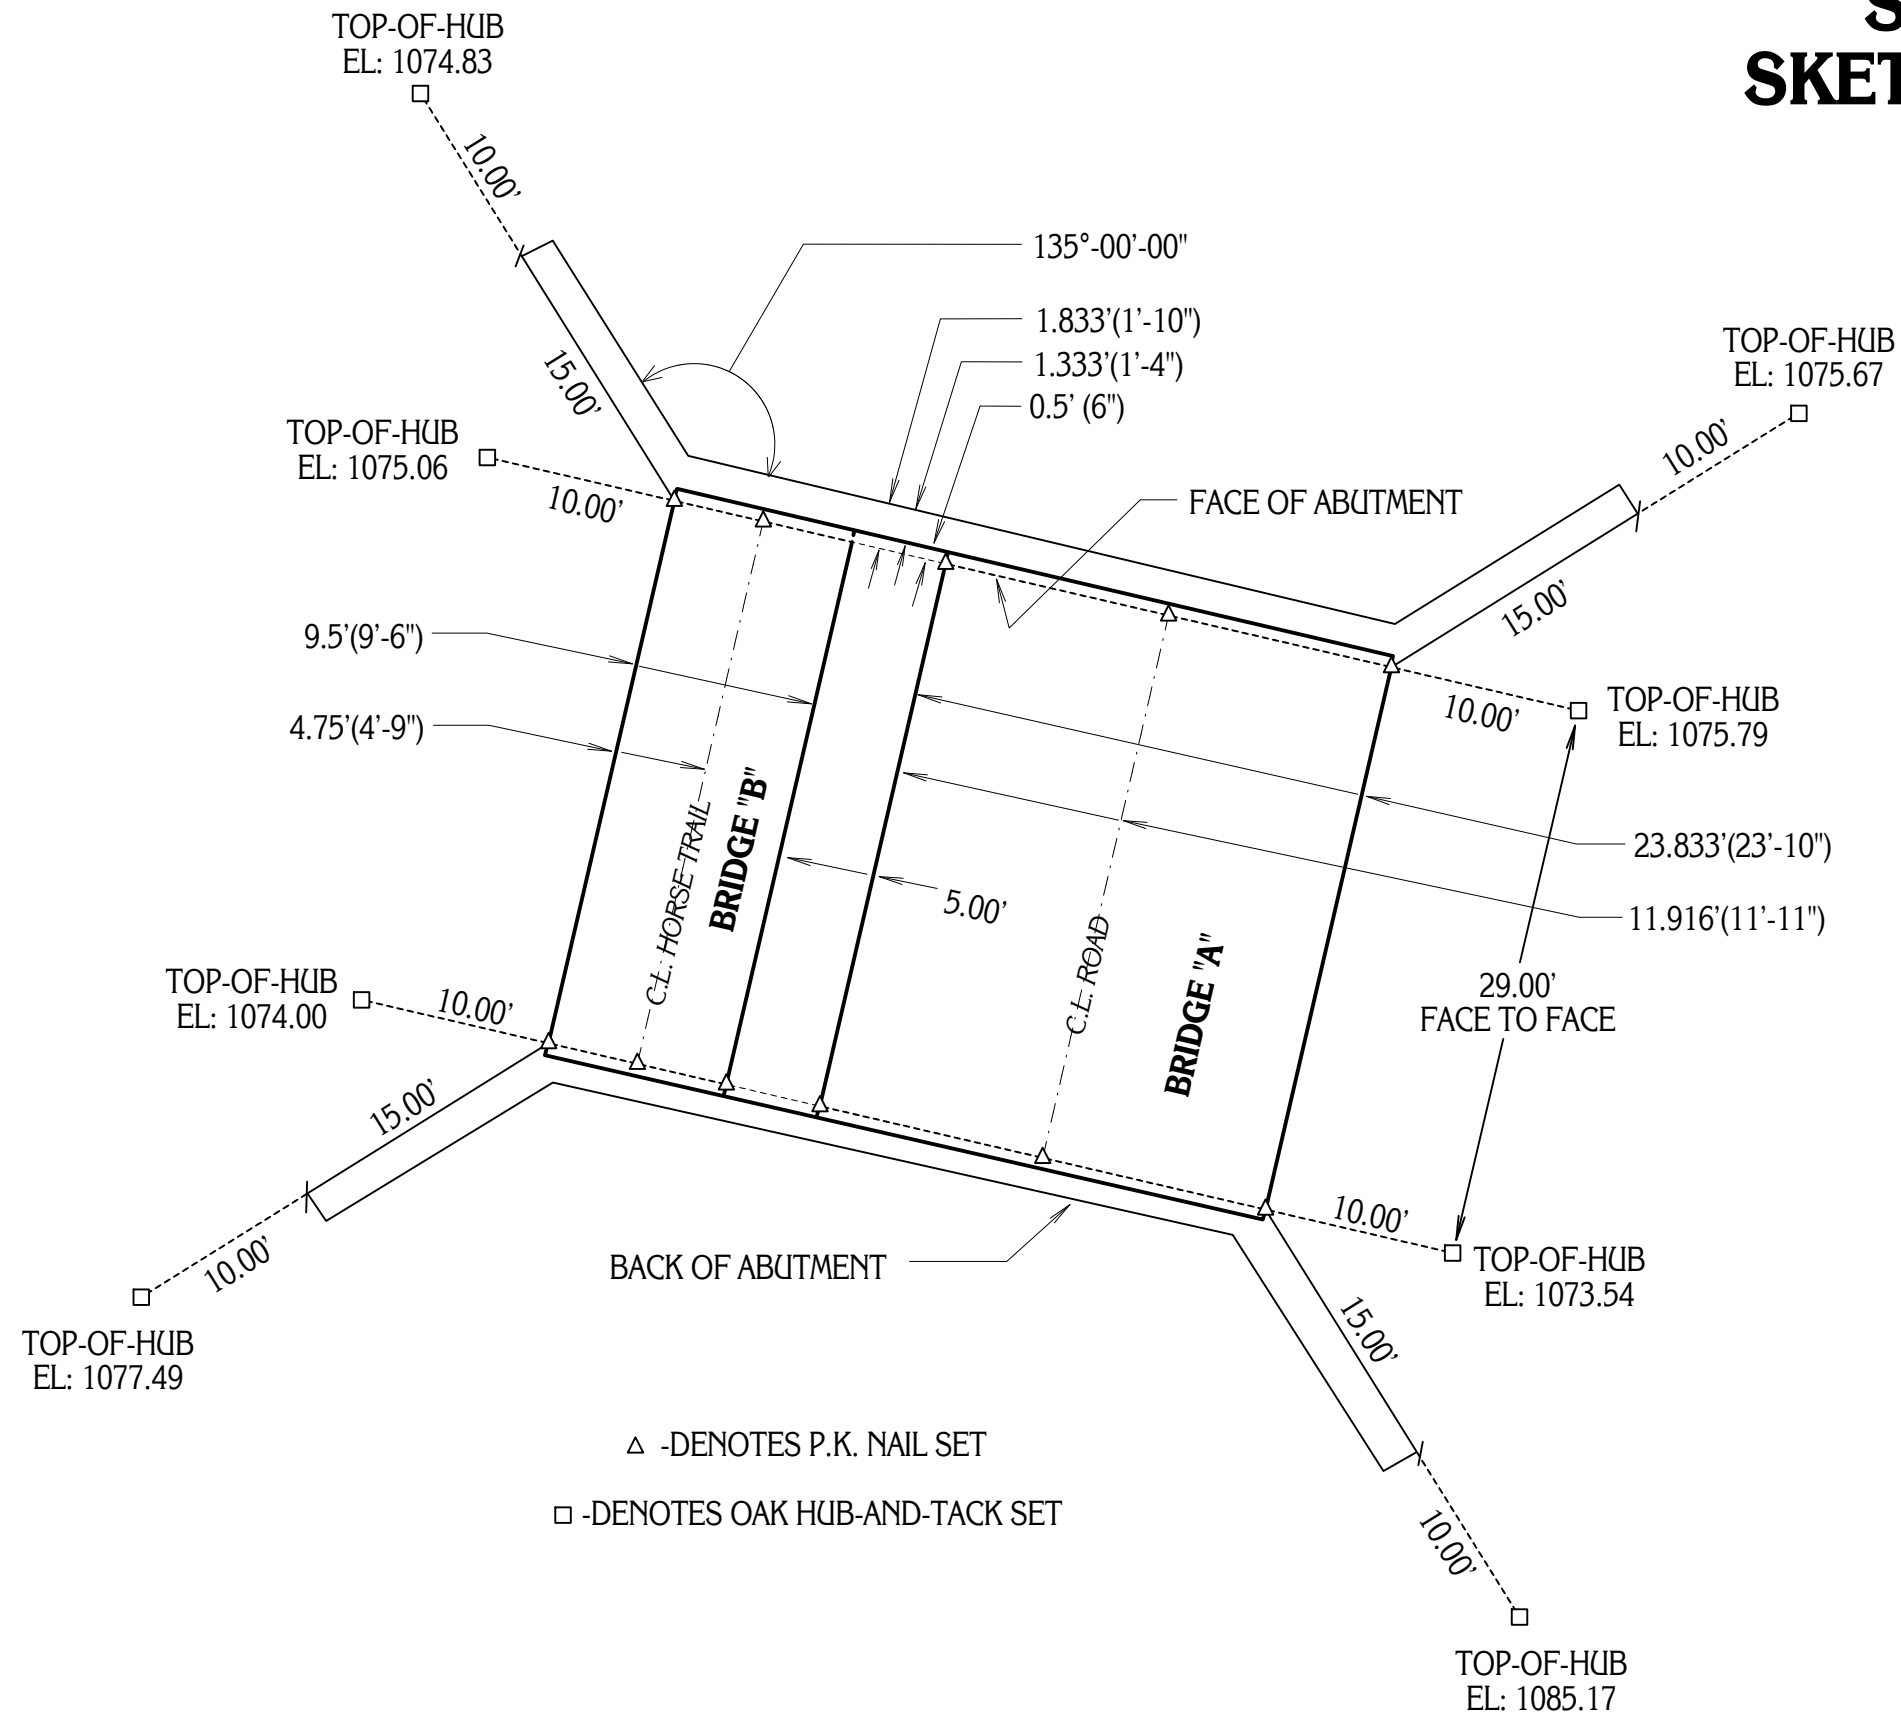 TOP-OF-HUB
EL: 1074.83
SKET
10.00'
135°-00'-00"
1.833'(1'-10")
1.333'(1'-4")
0.5' (6")
15.00'
TOP-OF-HUB
EL: 1075.67
10.00'
TOP-OF-HUB
EL: 1075.06
10.00'
FACE OF ABUTMENT
15.00'
9.5'(9'-6")
4.75'(4'-9")
10.00'
TOP-OF-HUB
EL: 1075.79
C.L. HORSE TRAIL
BRIDGE "B"
5.00'
C.L. ROAD
BRIDGE "A"
23.833'(23'-10")
11.916'(11'-11")
29.00'
FACE TO FACE
TOP-OF-HUB
EL: 1074.00
10.00'
15.00'
10.00'
10.00'
TOP-OF-HUB
EL: 1073.54
BACK OF ABUTMENT
TOP-OF-HUB
EL: 1077.49
15.00'
-DENOTES P.K. NAIL SET
-DENOTES OAK HUB-AND-TACK SET
10.00'
TOP-OF-HUB
EL: 1085.17